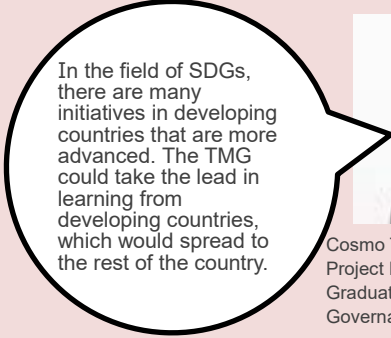 In the field of SDGs,
there are many
initiatives in developing
countries that are more
advanced. The TMG
could take the lead in
learning from
developing countries,
which would spread to
the rest of the country.
Cosmo
Project
Governa